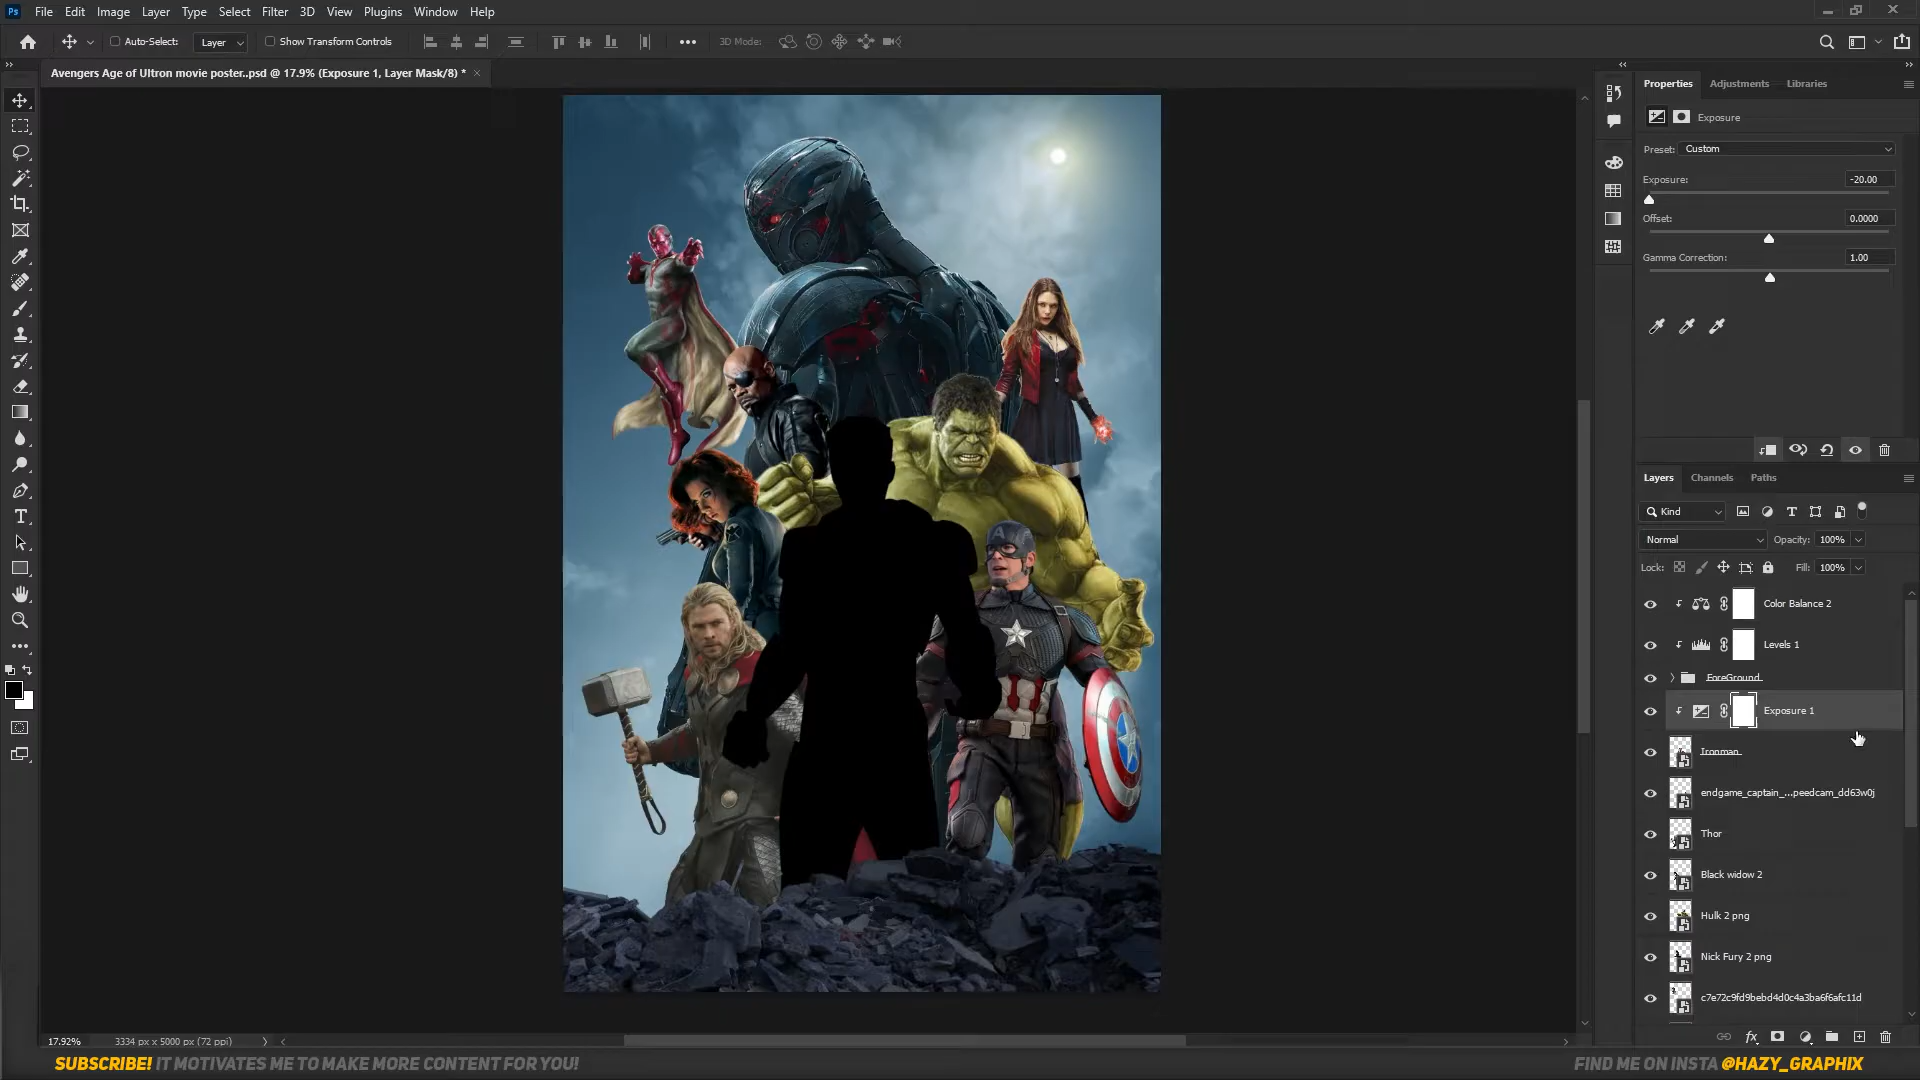 Ps File Edit Image Layer Type Select Filter 3D View Plugins Window Help
Auto-Select: Layer Show Transform Controls 3D Mode:
Avengers Age of Ultron movie poster..psd @ 17.9% (Exposure 1, Layer Mask/8) *
Properties Adjustments Libraries
Exposure
Preset: Custom
Exposure: -20.00
Offset: 0.0000
Gamma Correction: 1.00
Layers Channels Paths
Kind
Normal Opacity: 100%
Lock: Fill: 100%
Color Balance 2
Levels 1
ForeGround
Exposure 1
Ironman
endgame_captain_...peedcam_dd63w0j
Thor
Black widow 2
Hulk 2 png
Nick Fury 2 png
c7e72c9fd9bebd4d0c4a3ba6f6afc11d
17.92% 3334 px x 5000 px (72 ppi)
SUBSCRIBE! IT MOTIVATES ME TO MAKE MORE CONTENT FOR YOU!
FIND ME ON INSTA @HAZY_GRAPHIX